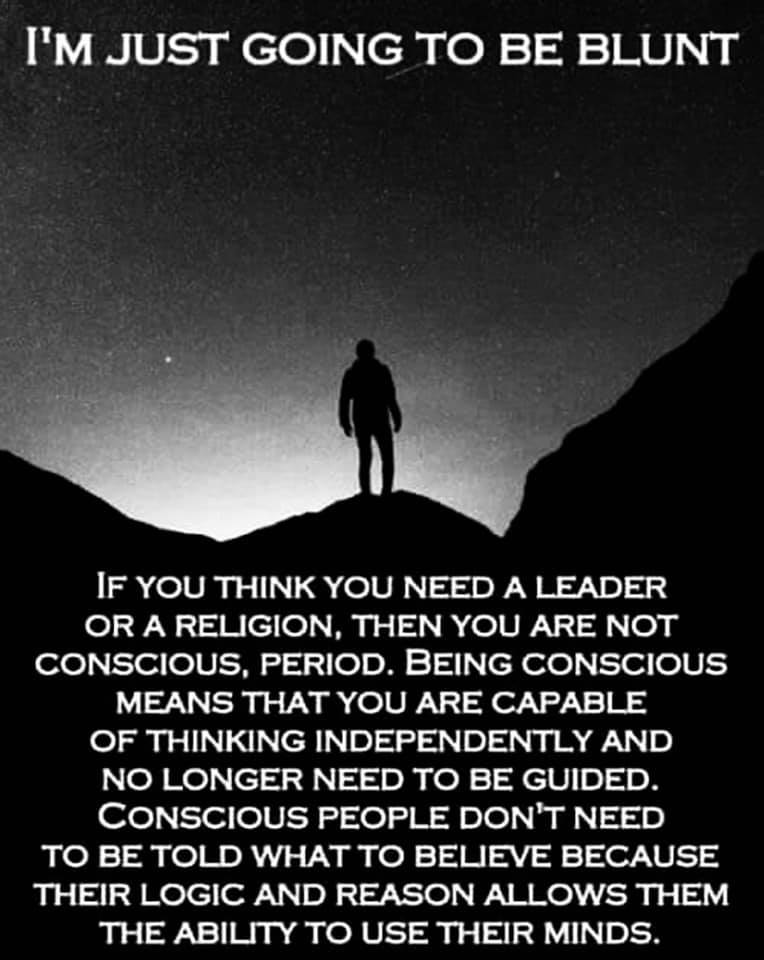 I'M JUST GOING TO BE BLUNT
IF YOU THINK YOU NEED A LEADER
OR A RELIGION, THEN YOU ARE NOT
CONSCIOUS, PERIOD. BEING CONSCIOUS
MEANS THAT YOU ARE CAPABLE
OF THINKING INDEPENDENTLY AND
NO LONGER NEED TO BE GUIDED.
CONSCIOUS PEOPLE DON'T NEED
TO BE TOLD WHAT TO BELIEVE BECAUSE
THEIR LOGIC AND REASON ALLOWS THEM
THE ABILITY TO USE THEIR MINDS.